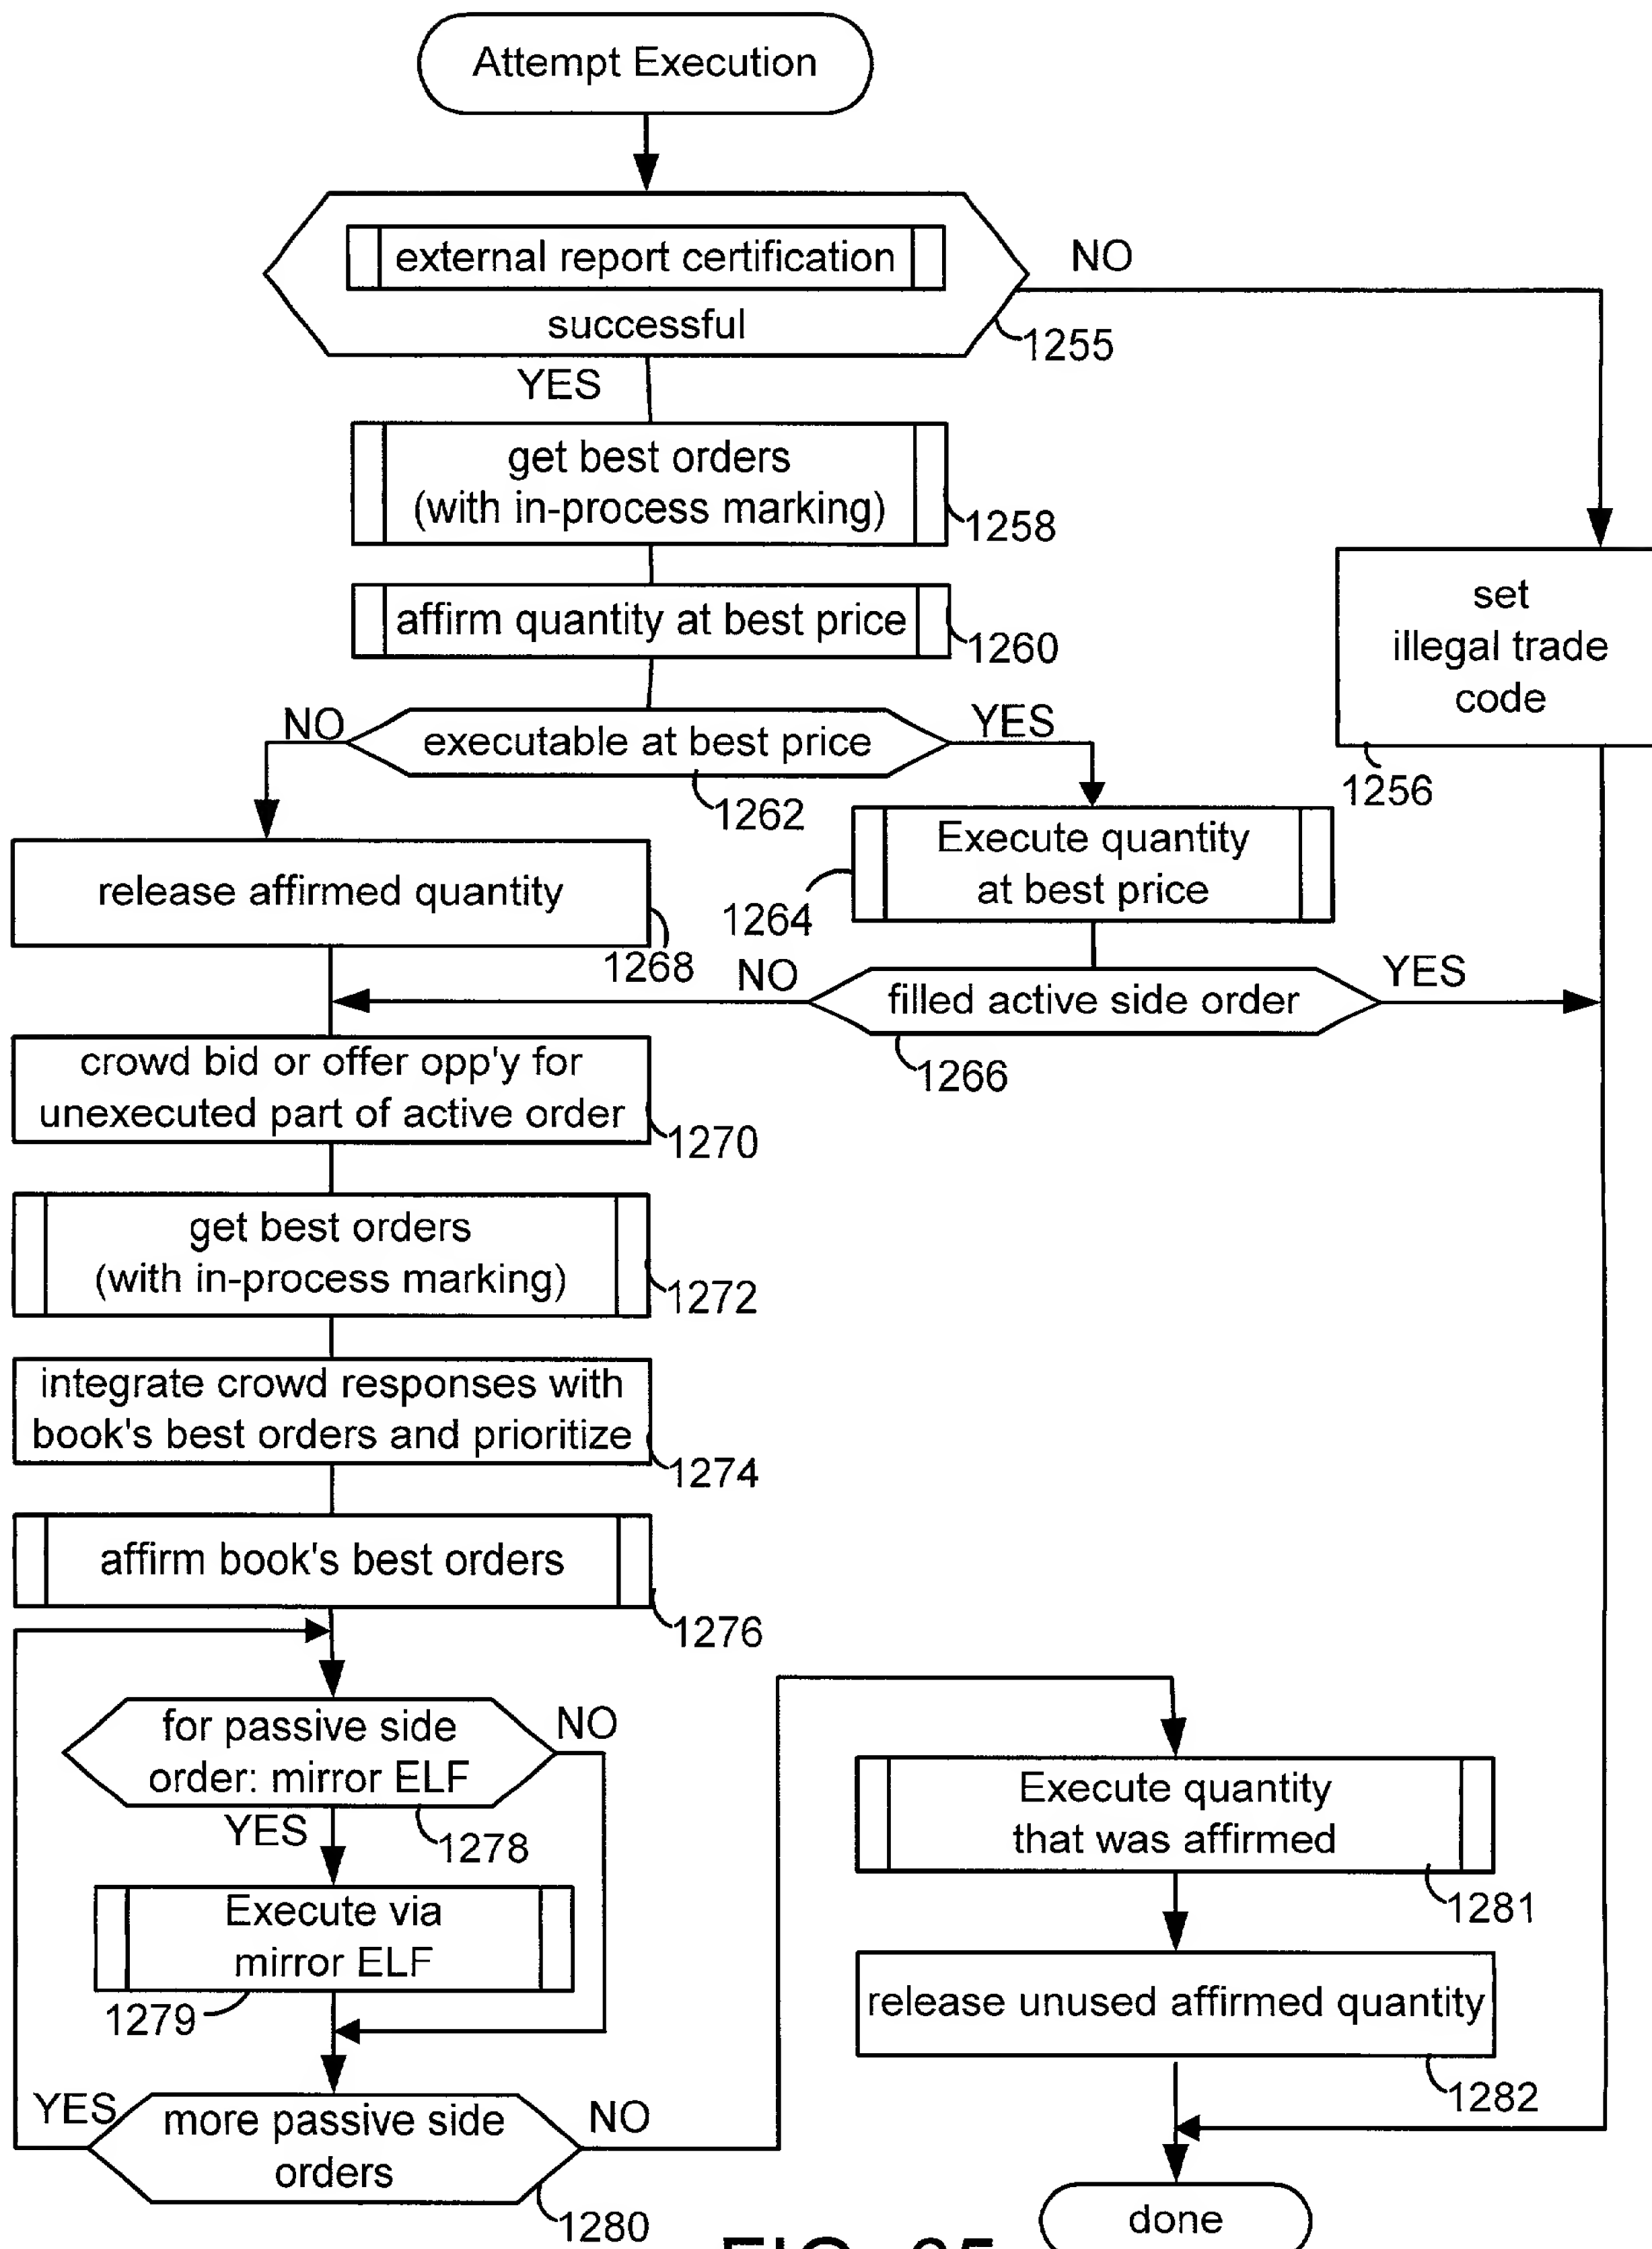 Attempt Execution
external report certification
successful
NO
1255
YES
get best orders
(with in-process marking)
1258
affirm quantity at best price
1260
set
illegal trade
code
1256
NO
executable at best price
YES
1262
Execute quantity
at best price
1264
release affirmed quantity
1268
NO
filled active side order
YES
1266
crowd bid or offer opp'y for
unexecuted part of active order
1270
get best orders
(with in-process marking)
1272
integrate crowd responses with
book's best orders and prioritize
1274
affirm book's best orders
1276
for passive side
order: mirror ELF
NO
YES
1278
Execute via
mirror ELF
1279
YES
more passive side
orders
NO
1280
Execute quantity
that was affirmed
1281
release unused affirmed quantity
1282
done